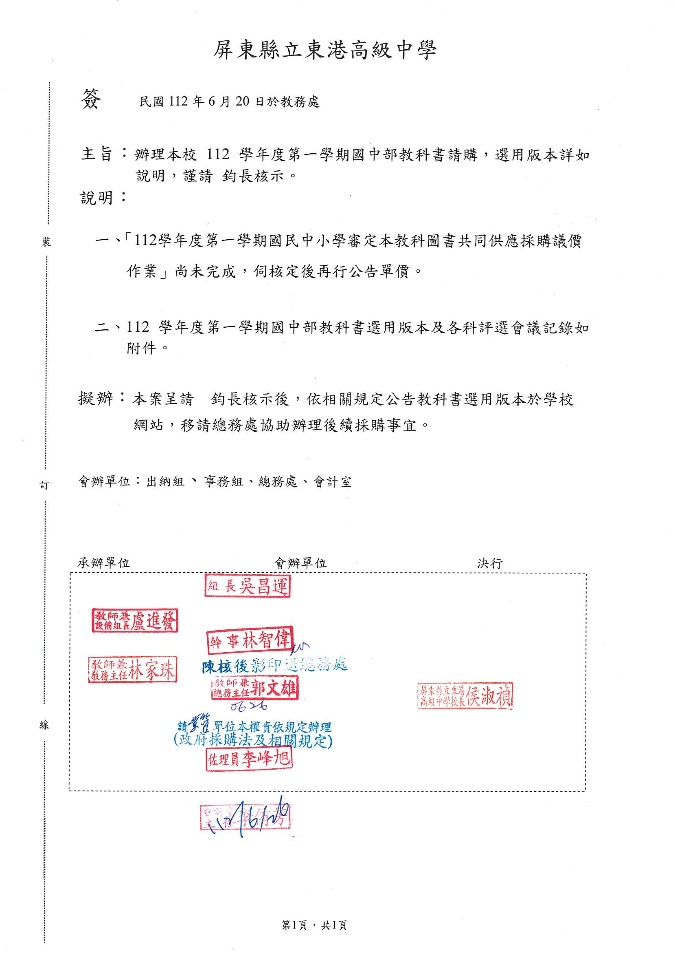 屏東縣立東港高級中學
簽 民國 112 年 6 月 20 日於教務處
主旨：辦理本校 112 學年度第一學期國中部教科書請購，選用版本詳如
說明，謹請 鈞長核示。
說明：
一、「112學年度第一學期國民中小學審定本教科圖書共同供應採購議價
作業」尚未完成，伺核定後再行公告單價。
二、112 學年度第一學期國中部教科書選用版本及各科評選會議記錄如
附件。
擬辦：本案呈請 鈞長核示後，依相關規定公告教科書選用版本於學校
網站，移請總務處協助辦理後續採購事宜。
會辦單位：出納組、事務組、總務處、會計室
裝
訂
線
承辦單位 會辦單位 決行
組長吳昌運
教師兼設備組長盧進發
幹事林智偉
教師兼教務主任林家珠
陳核後影印送總務處
教師兼總務主任郭文雄
0626
屏東縣立東港高級中學校長侯淑禎
請業管單位本權責依規定辦理
(政府採購法及相關規定)
佐理員李峰旭
112/6/26
第1頁，共1頁